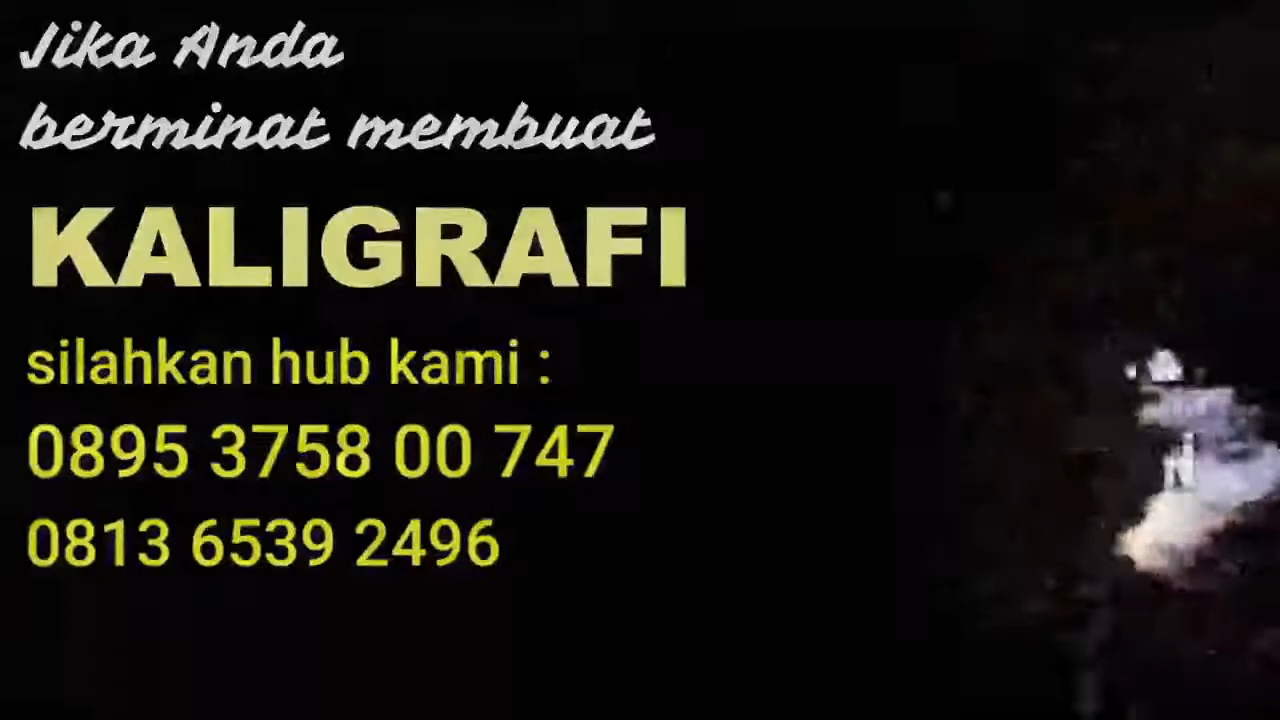 Jika Anda
berminat membuat
KALIGRAFI
silahkan hub kami :
0895 3758 00 747
0813 6539 2496